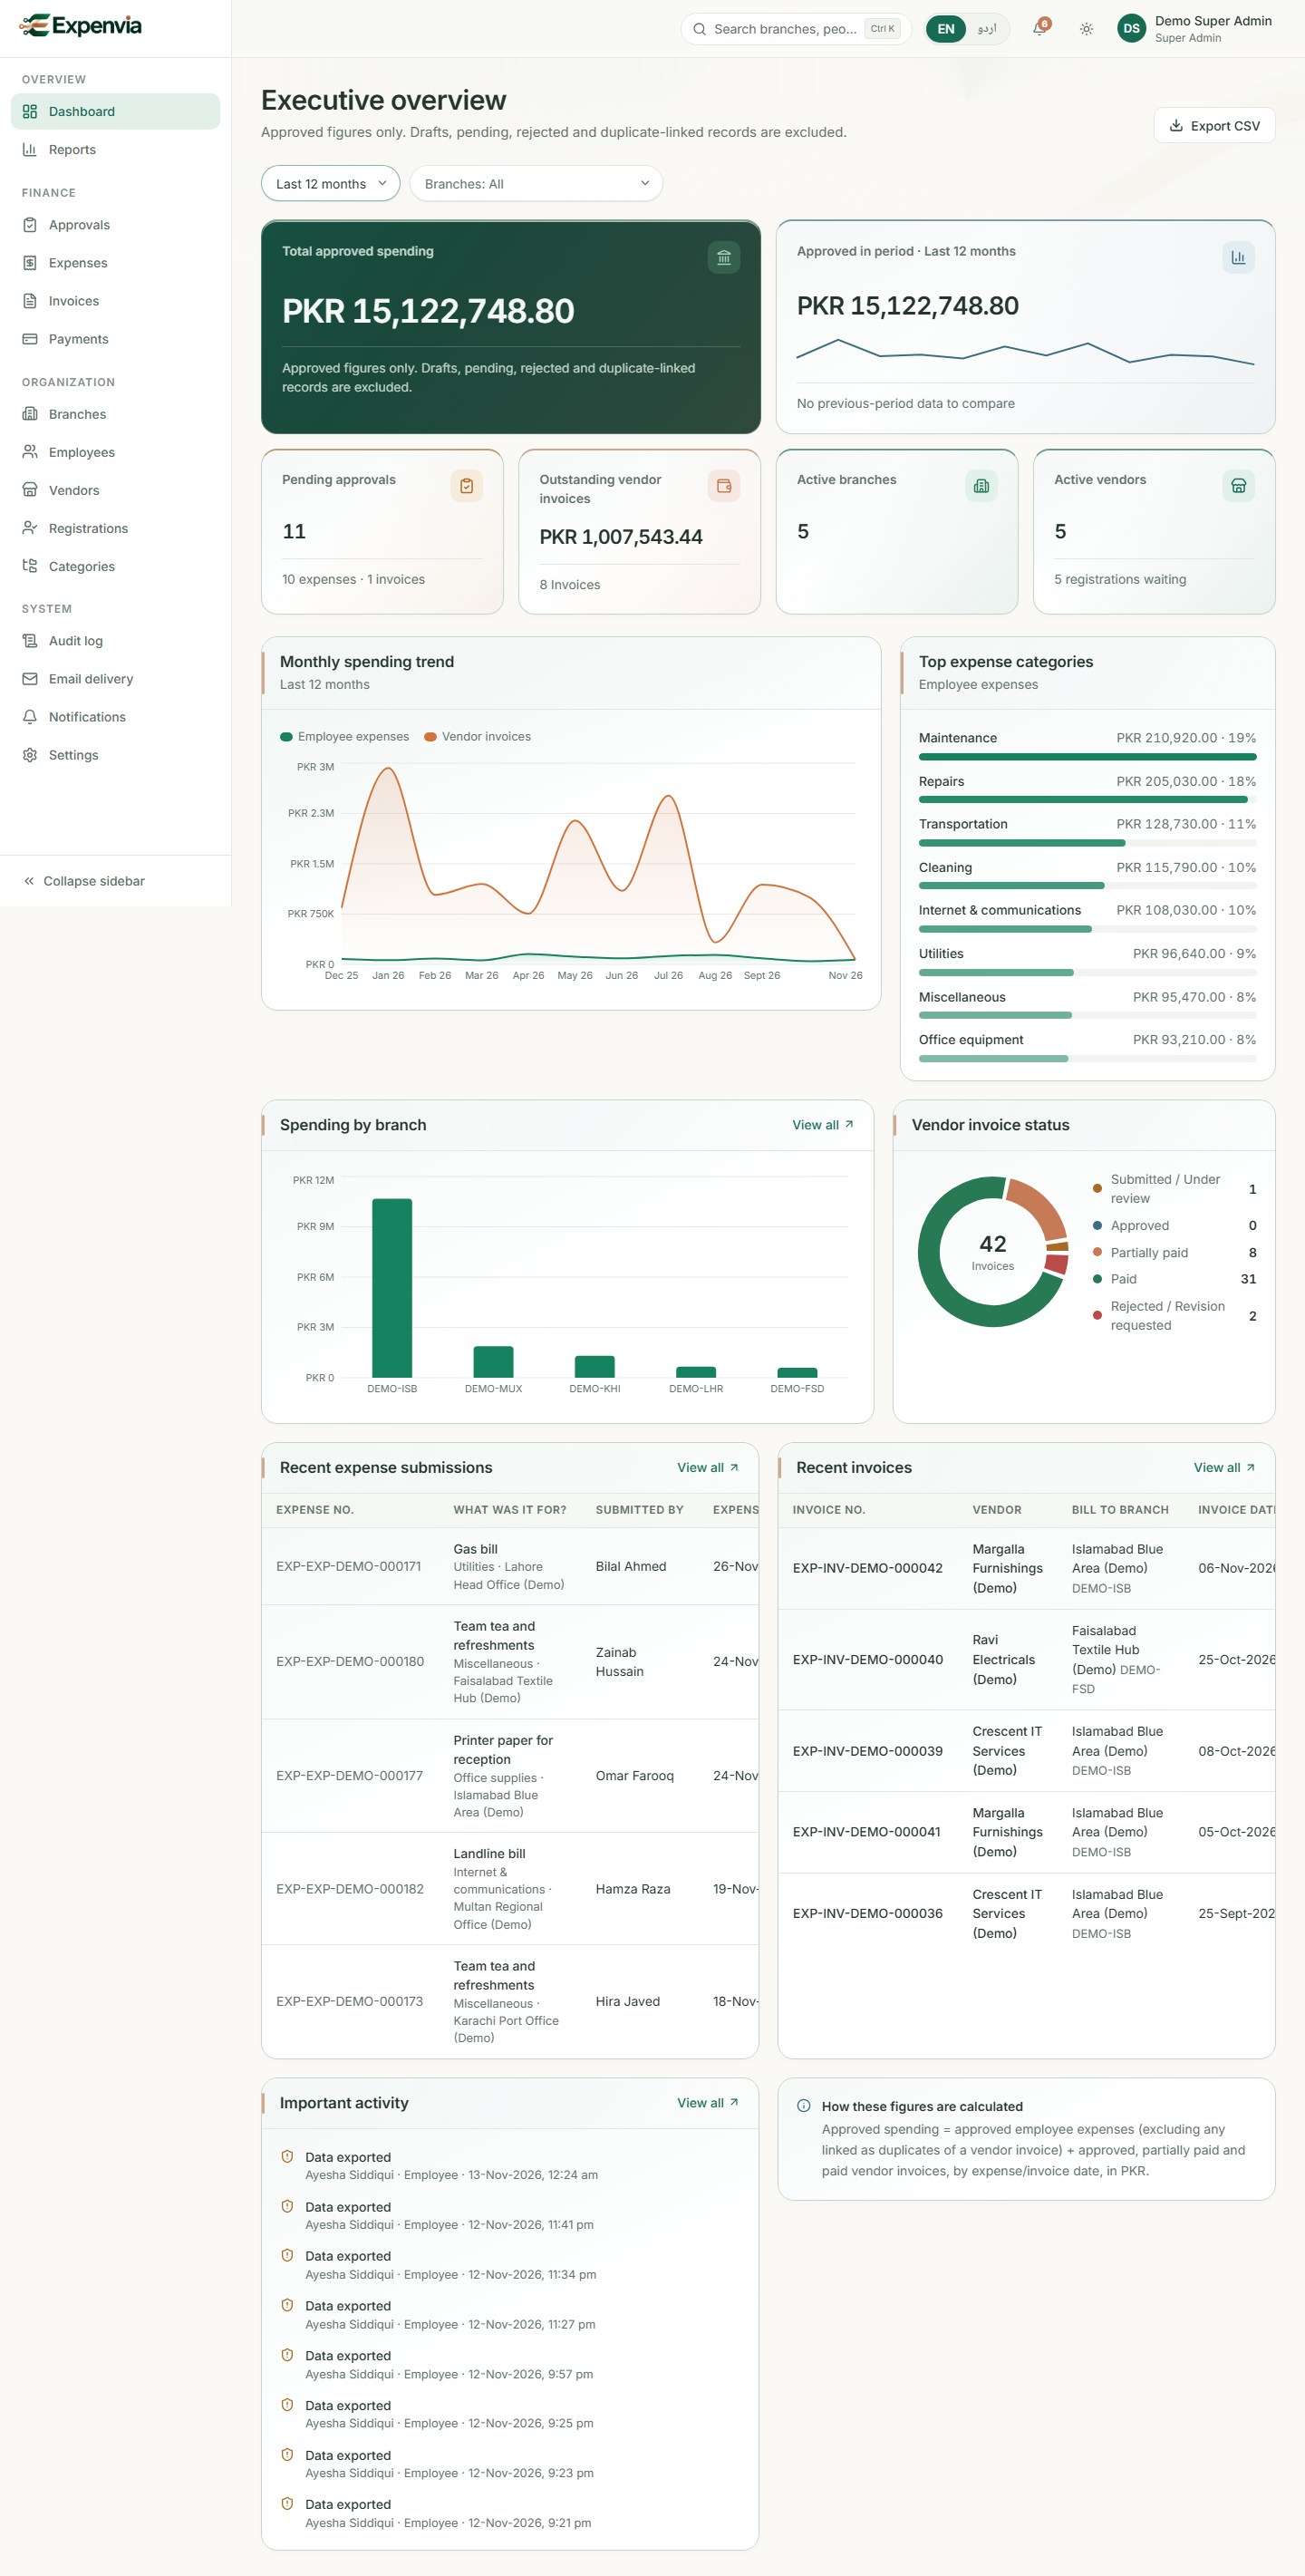 Expenvia
Search branches, peo... Ctrl K
EN اردو
6
DS
Demo Super Admin
Super Admin
OVERVIEW
Dashboard
Reports
FINANCE
Approvals
Expenses
Invoices
Payments
ORGANIZATION
Branches
Employees
Vendors
Registrations
Categories
SYSTEM
Audit log
Email delivery
Notifications
Settings
Collapse sidebar
Executive overview
Approved figures only. Drafts, pending, rejected and duplicate-linked records are excluded.
Export CSV
Last 12 months
Branches: All
Total approved spending
PKR 15,122,748.80
Approved figures only. Drafts, pending, rejected and duplicate-linked
records are excluded.
Approved in period · Last 12 months
PKR 15,122,748.80
No previous-period data to compare
Pending approvals
11
10 expenses · 1 invoices
Outstanding vendor
invoices
PKR 1,007,543.44
8 Invoices
Active branches
5
Active vendors
5
5 registrations waiting
Monthly spending trend
Last 12 months
Employee expenses Vendor invoices
PKR 3M
PKR 2.3M
PKR 1.5M
PKR 750K
PKR 0
Dec 25 Jan 26 Feb 26 Mar 26 Apr 26 May 26 Jun 26 Jul 26 Aug 26 Sept 26 Nov 26
Top expense categories
Employee expenses
Maintenance PKR 210,920.00 · 19%
Repairs PKR 205,030.00 · 18%
Transportation PKR 128,730.00 · 11%
Cleaning PKR 115,790.00 · 10%
Internet & communications PKR 108,030.00 · 10%
Utilities PKR 96,640.00 · 9%
Miscellaneous PKR 95,470.00 · 8%
Office equipment PKR 93,210.00 · 8%
Spending by branch View all
PKR 12M
PKR 9M
PKR 6M
PKR 3M
PKR 0
DEMO-ISB DEMO-MUX DEMO-KHI DEMO-LHR DEMO-FSD
Vendor invoice status
42
Invoices
Submitted / Under
review 1
Approved 0
Partially paid 8
Paid 31
Rejected / Revision
requested 2
Recent expense submissions View all
EXPENSE NO. WHAT WAS IT FOR? SUBMITTED BY EXPENS
EXP-EXP-DEMO-000171
Gas bill
Utilities · Lahore
Head Office (Demo)
Bilal Ahmed
26-Nov
EXP-EXP-DEMO-000180
Team tea and
refreshments
Miscellaneous ·
Faisalabad Textile
Hub (Demo)
Zainab
Hussain
24-Nov
EXP-EXP-DEMO-000177
Printer paper for
reception
Office supplies ·
Islamabad Blue
Area (Demo)
Omar Farooq
24-Nov
EXP-EXP-DEMO-000182
Landline bill
Internet &
communications ·
Multan Regional
Office (Demo)
Hamza Raza
19-Nov-
EXP-EXP-DEMO-000173
Team tea and
refreshments
Miscellaneous ·
Karachi Port Office
(Demo)
Hira Javed
18-Nov-
Recent invoices View all
INVOICE NO. VENDOR BILL TO BRANCH INVOICE DATE
EXP-INV-DEMO-000042
Margalla
Furnishings
(Demo)
Islamabad Blue
Area (Demo)
DEMO-ISB
06-Nov-2026
EXP-INV-DEMO-000040
Ravi
Electricals
(Demo)
Faisalabad
Textile Hub
(Demo) DEMO-
FSD
25-Oct-2026
EXP-INV-DEMO-000039
Crescent IT
Services
(Demo)
Islamabad Blue
Area (Demo)
DEMO-ISB
08-Oct-2026
EXP-INV-DEMO-000041
Margalla
Furnishings
(Demo)
Islamabad Blue
Area (Demo)
DEMO-ISB
05-Oct-2026
EXP-INV-DEMO-000036
Crescent IT
Services
(Demo)
Islamabad Blue
Area (Demo)
DEMO-ISB
25-Sept-202
Important activity View all
Data exported
Ayesha Siddiqui · Employee · 13-Nov-2026, 12:24 am
Data exported
Ayesha Siddiqui · Employee · 12-Nov-2026, 11:41 pm
Data exported
Ayesha Siddiqui · Employee · 12-Nov-2026, 11:34 pm
Data exported
Ayesha Siddiqui · Employee · 12-Nov-2026, 11:27 pm
Data exported
Ayesha Siddiqui · Employee · 12-Nov-2026, 9:57 pm
Data exported
Ayesha Siddiqui · Employee · 12-Nov-2026, 9:25 pm
Data exported
Ayesha Siddiqui · Employee · 12-Nov-2026, 9:23 pm
Data exported
Ayesha Siddiqui · Employee · 12-Nov-2026, 9:21 pm
How these figures are calculated
Approved spending = approved employee expenses (excluding any
linked as duplicates of a vendor invoice) + approved, partially paid and
paid vendor invoices, by expense/invoice date, in PKR.